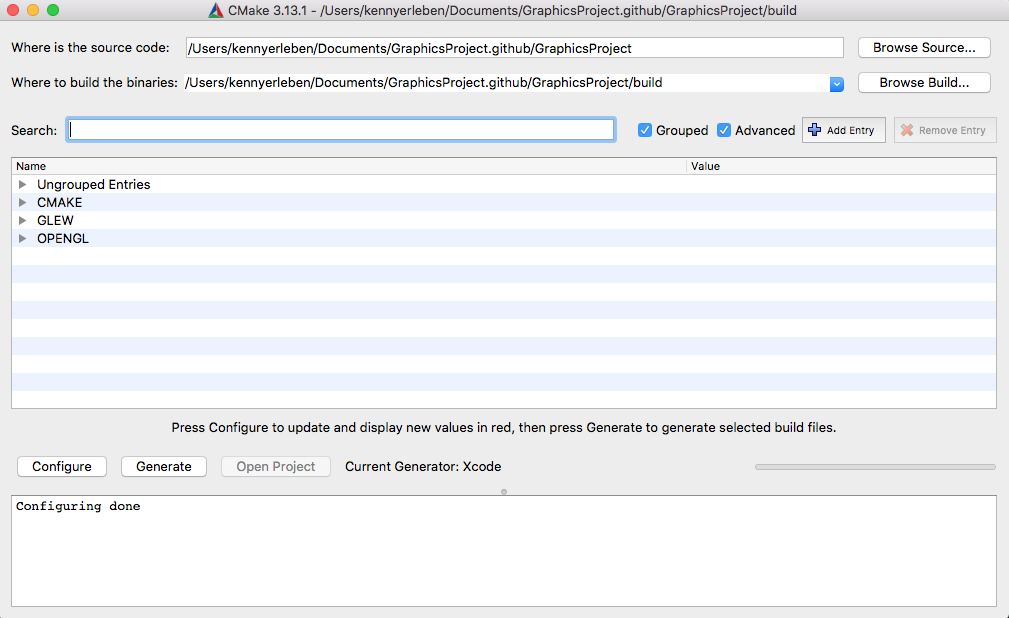 CMake 3.13.1 - /Users/kennyerleben/Documents/GraphicsProject.github/GraphicsProject/build
Where is the source code: /Users/kennyerleben/Documents/GraphicsProject.github/GraphicsProject Browse Source...
Where to build the binaries: /Users/kennyerleben/Documents/GraphicsProject.github/GraphicsProject/build Browse Build...
Search: Grouped Advanced Add Entry Remove Entry
Name Value
Ungrouped Entries
CMAKE
GLEW
OPENGL
Press Configure to update and display new values in red, then press Generate to generate selected build files.
Configure Generate Open Project Current Generator: Xcode
Configuring done